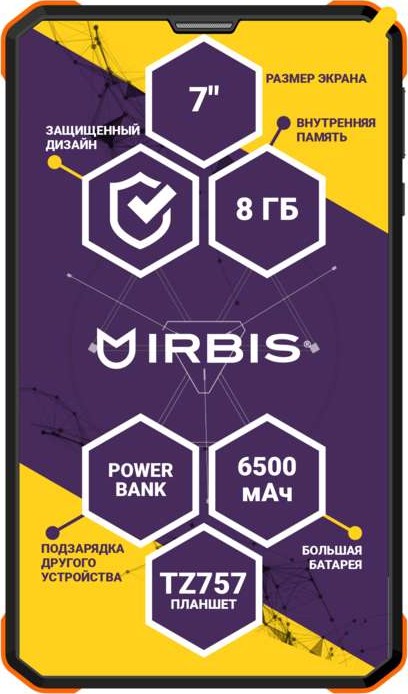 7"
РАЗМЕР ЭКРАНА
ВНУТРЕННЯЯ
ПАМЯТЬ
ЗАЩИЩЕННЫЙ
ДИЗАЙН
8 ГБ
IRBIS®
POWER
BANK
6500
мАч
ПОДЗАРЯДКА
ДРУГОГО
УСТРОЙСТВА
БОЛЬШАЯ
БАТАРЕЯ
TZ757
ПЛАНШЕТ